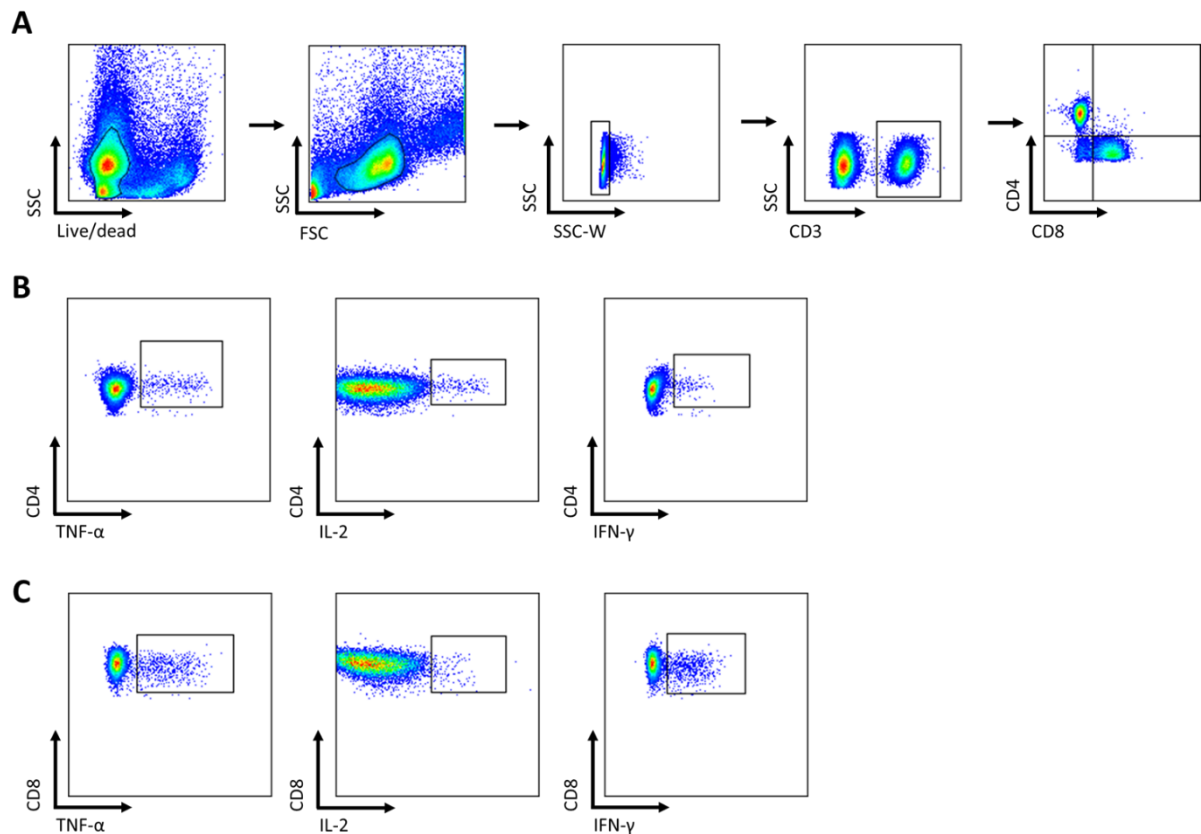 A
SSC
Live/dead
SSC
FSC
SSC
SSC-W
SSC
CD3
CD4
CD8
B
CD4
TNF-α
CD4
IL-2
CD4
IFN-γ
C
CD8
TNF-α
CD8
IL-2
CD8
IFN-γ